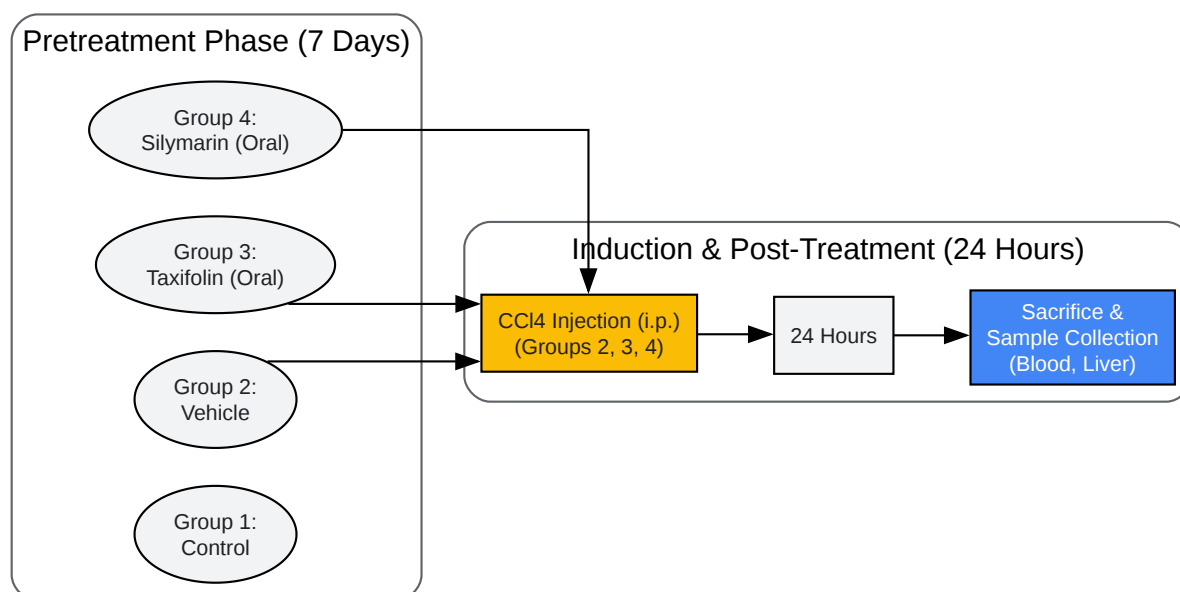 Pretreatment Phase (7 Days)
Group 4:
Silymarin (Oral)
Group 3:
Taxifolin (Oral)
Group 2:
Vehicle
Group 1:
Control
Induction & Post-Treatment (24 Hours)
CCl4 Injection (i.p.)
(Groups 2, 3, 4)
24 Hours
Sacrifice &
Sample Collection
(Blood, Liver)